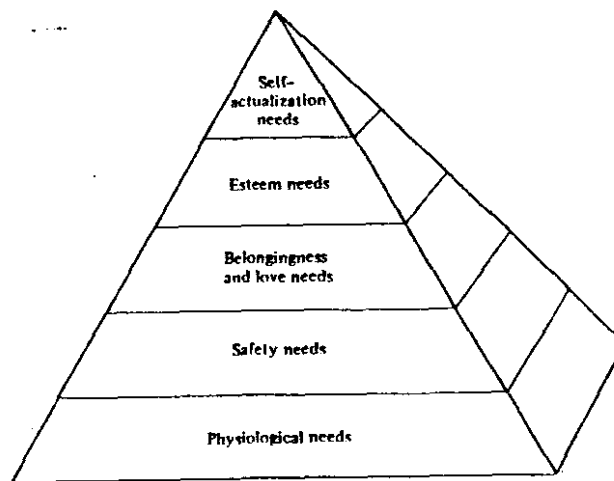 Self-
actualization
needs
Esteem needs
Belongingness
and love needs
Safety needs
Physiological needs